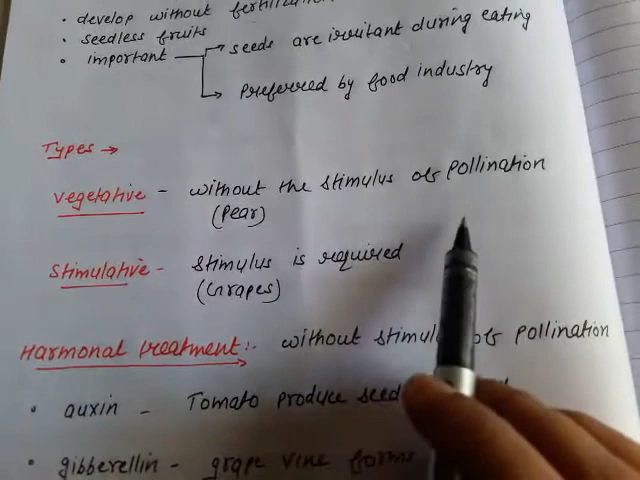 • develop without
• seedless fruits
• important → seeds are irritant during eating
→ preferred by food industry
Types →
vegetative - without the stimulus of pollination
(pear)
Stimulative - stimulus is required
(Grapes)
Harmonal treatment :- without of pollination
• auxin - Tomato produce
• gibberellin - grape vine forms